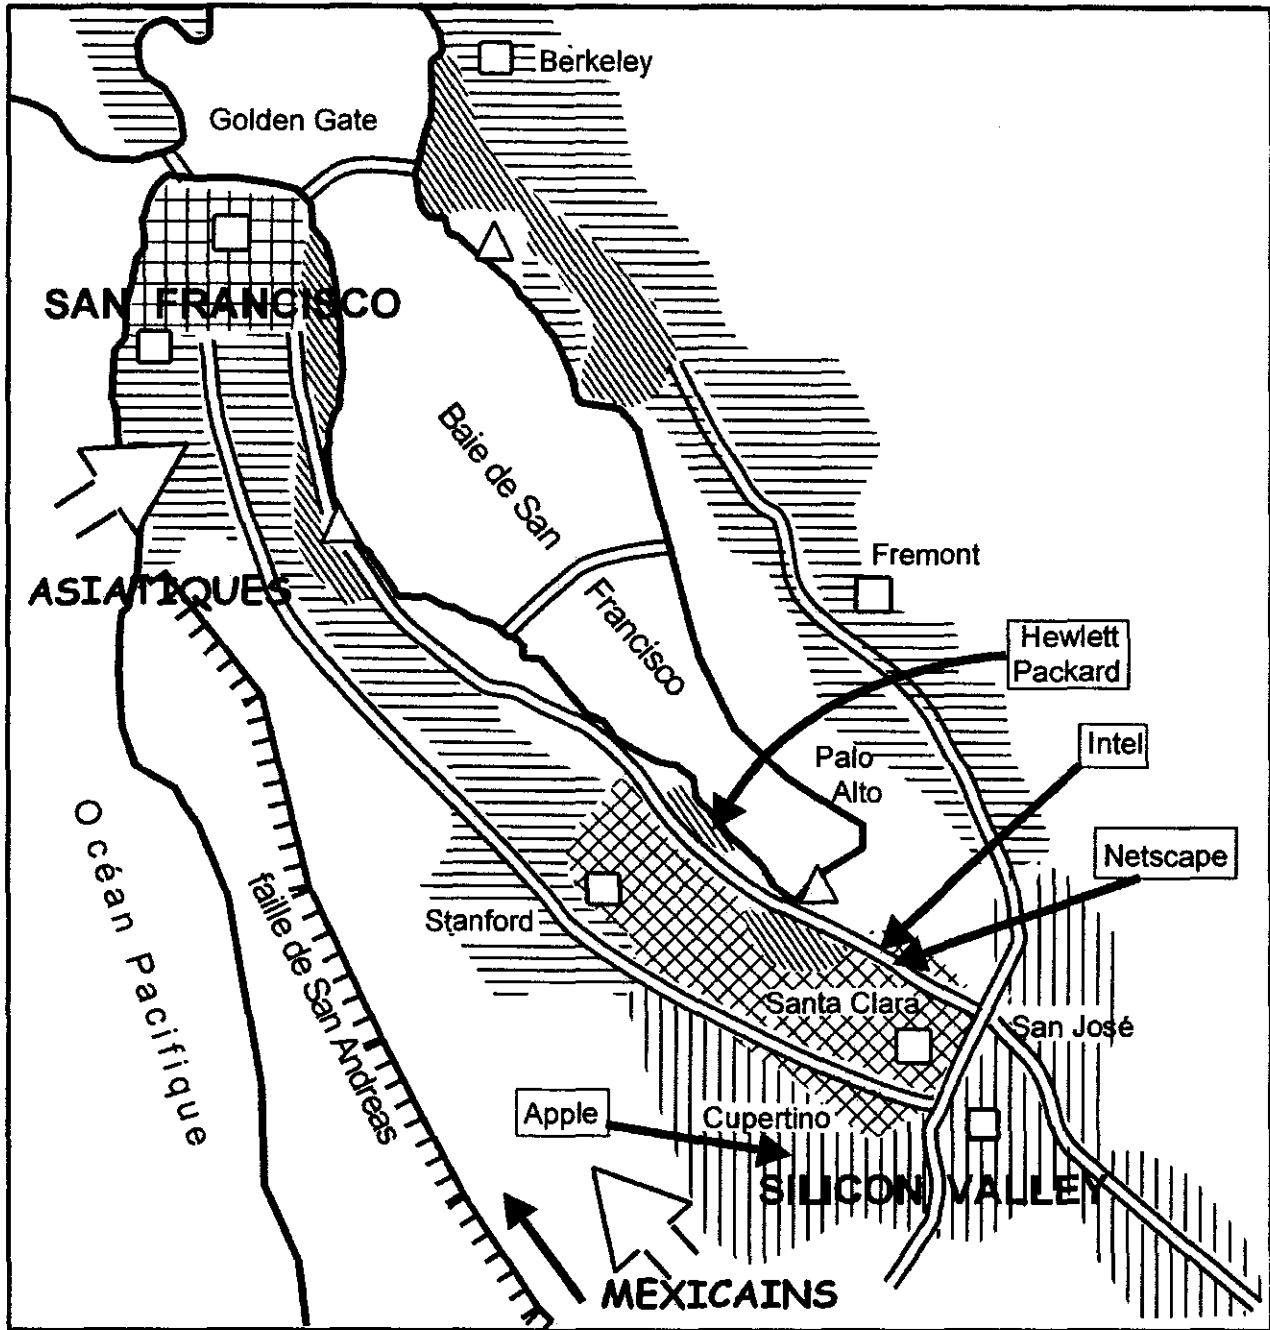 Berkeley
Golden Gate
SAN FRANCISCO
Baie de San
Francisco
ASIATIQUES
Fremont
Hewlett
Packard
Intel
Palo
Alto
Netscape
Océan Pacifique
faille de San Andreas
Stanford
Santa Clara
San José
Apple
Cupertino
SILICON VALLEY
MEXICAINS